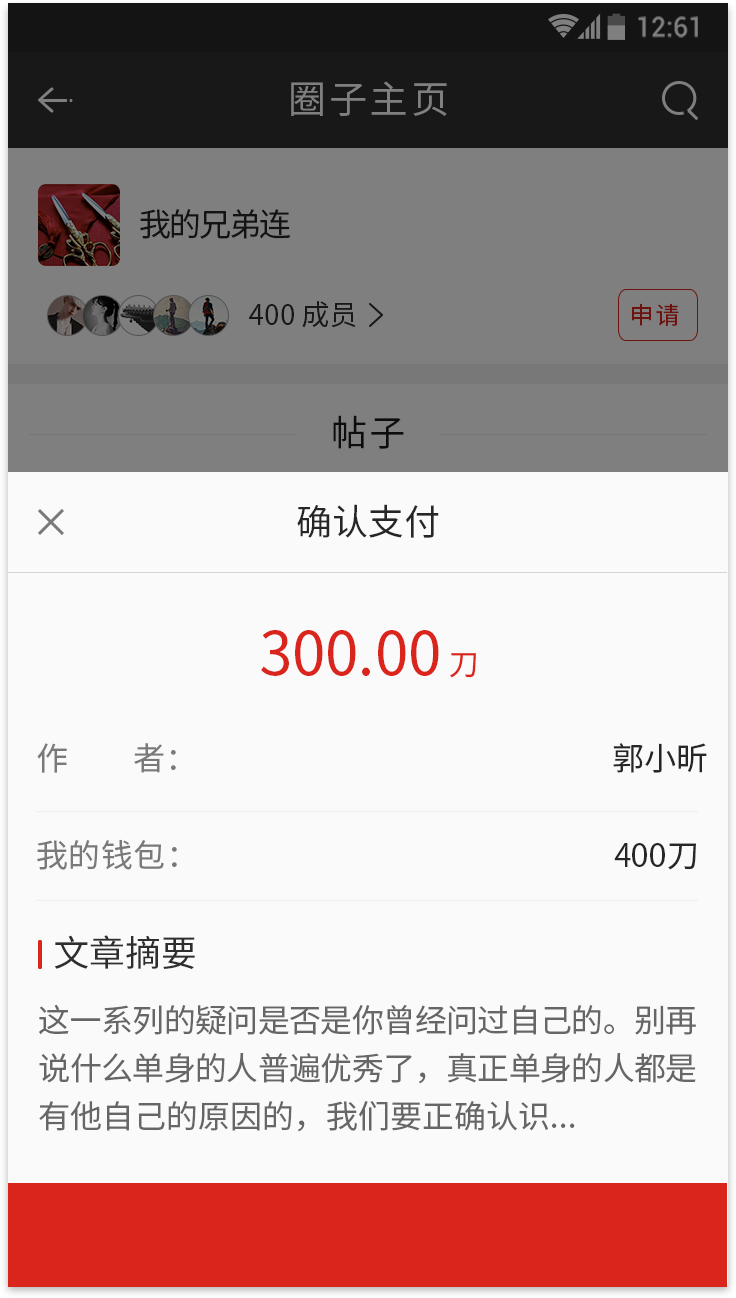 12:61
圈子主页
我的兄弟连
400 成员
申请
帖子
确认支付
300.00 刀
作　　者：　郭小昕
我的钱包：　400刀
文章摘要
这一系列的疑问是否是你曾经问过自己的。别再
说什么单身的人普遍优秀了，真正单身的人都是
有他自己的原因的，我们要正确认识...